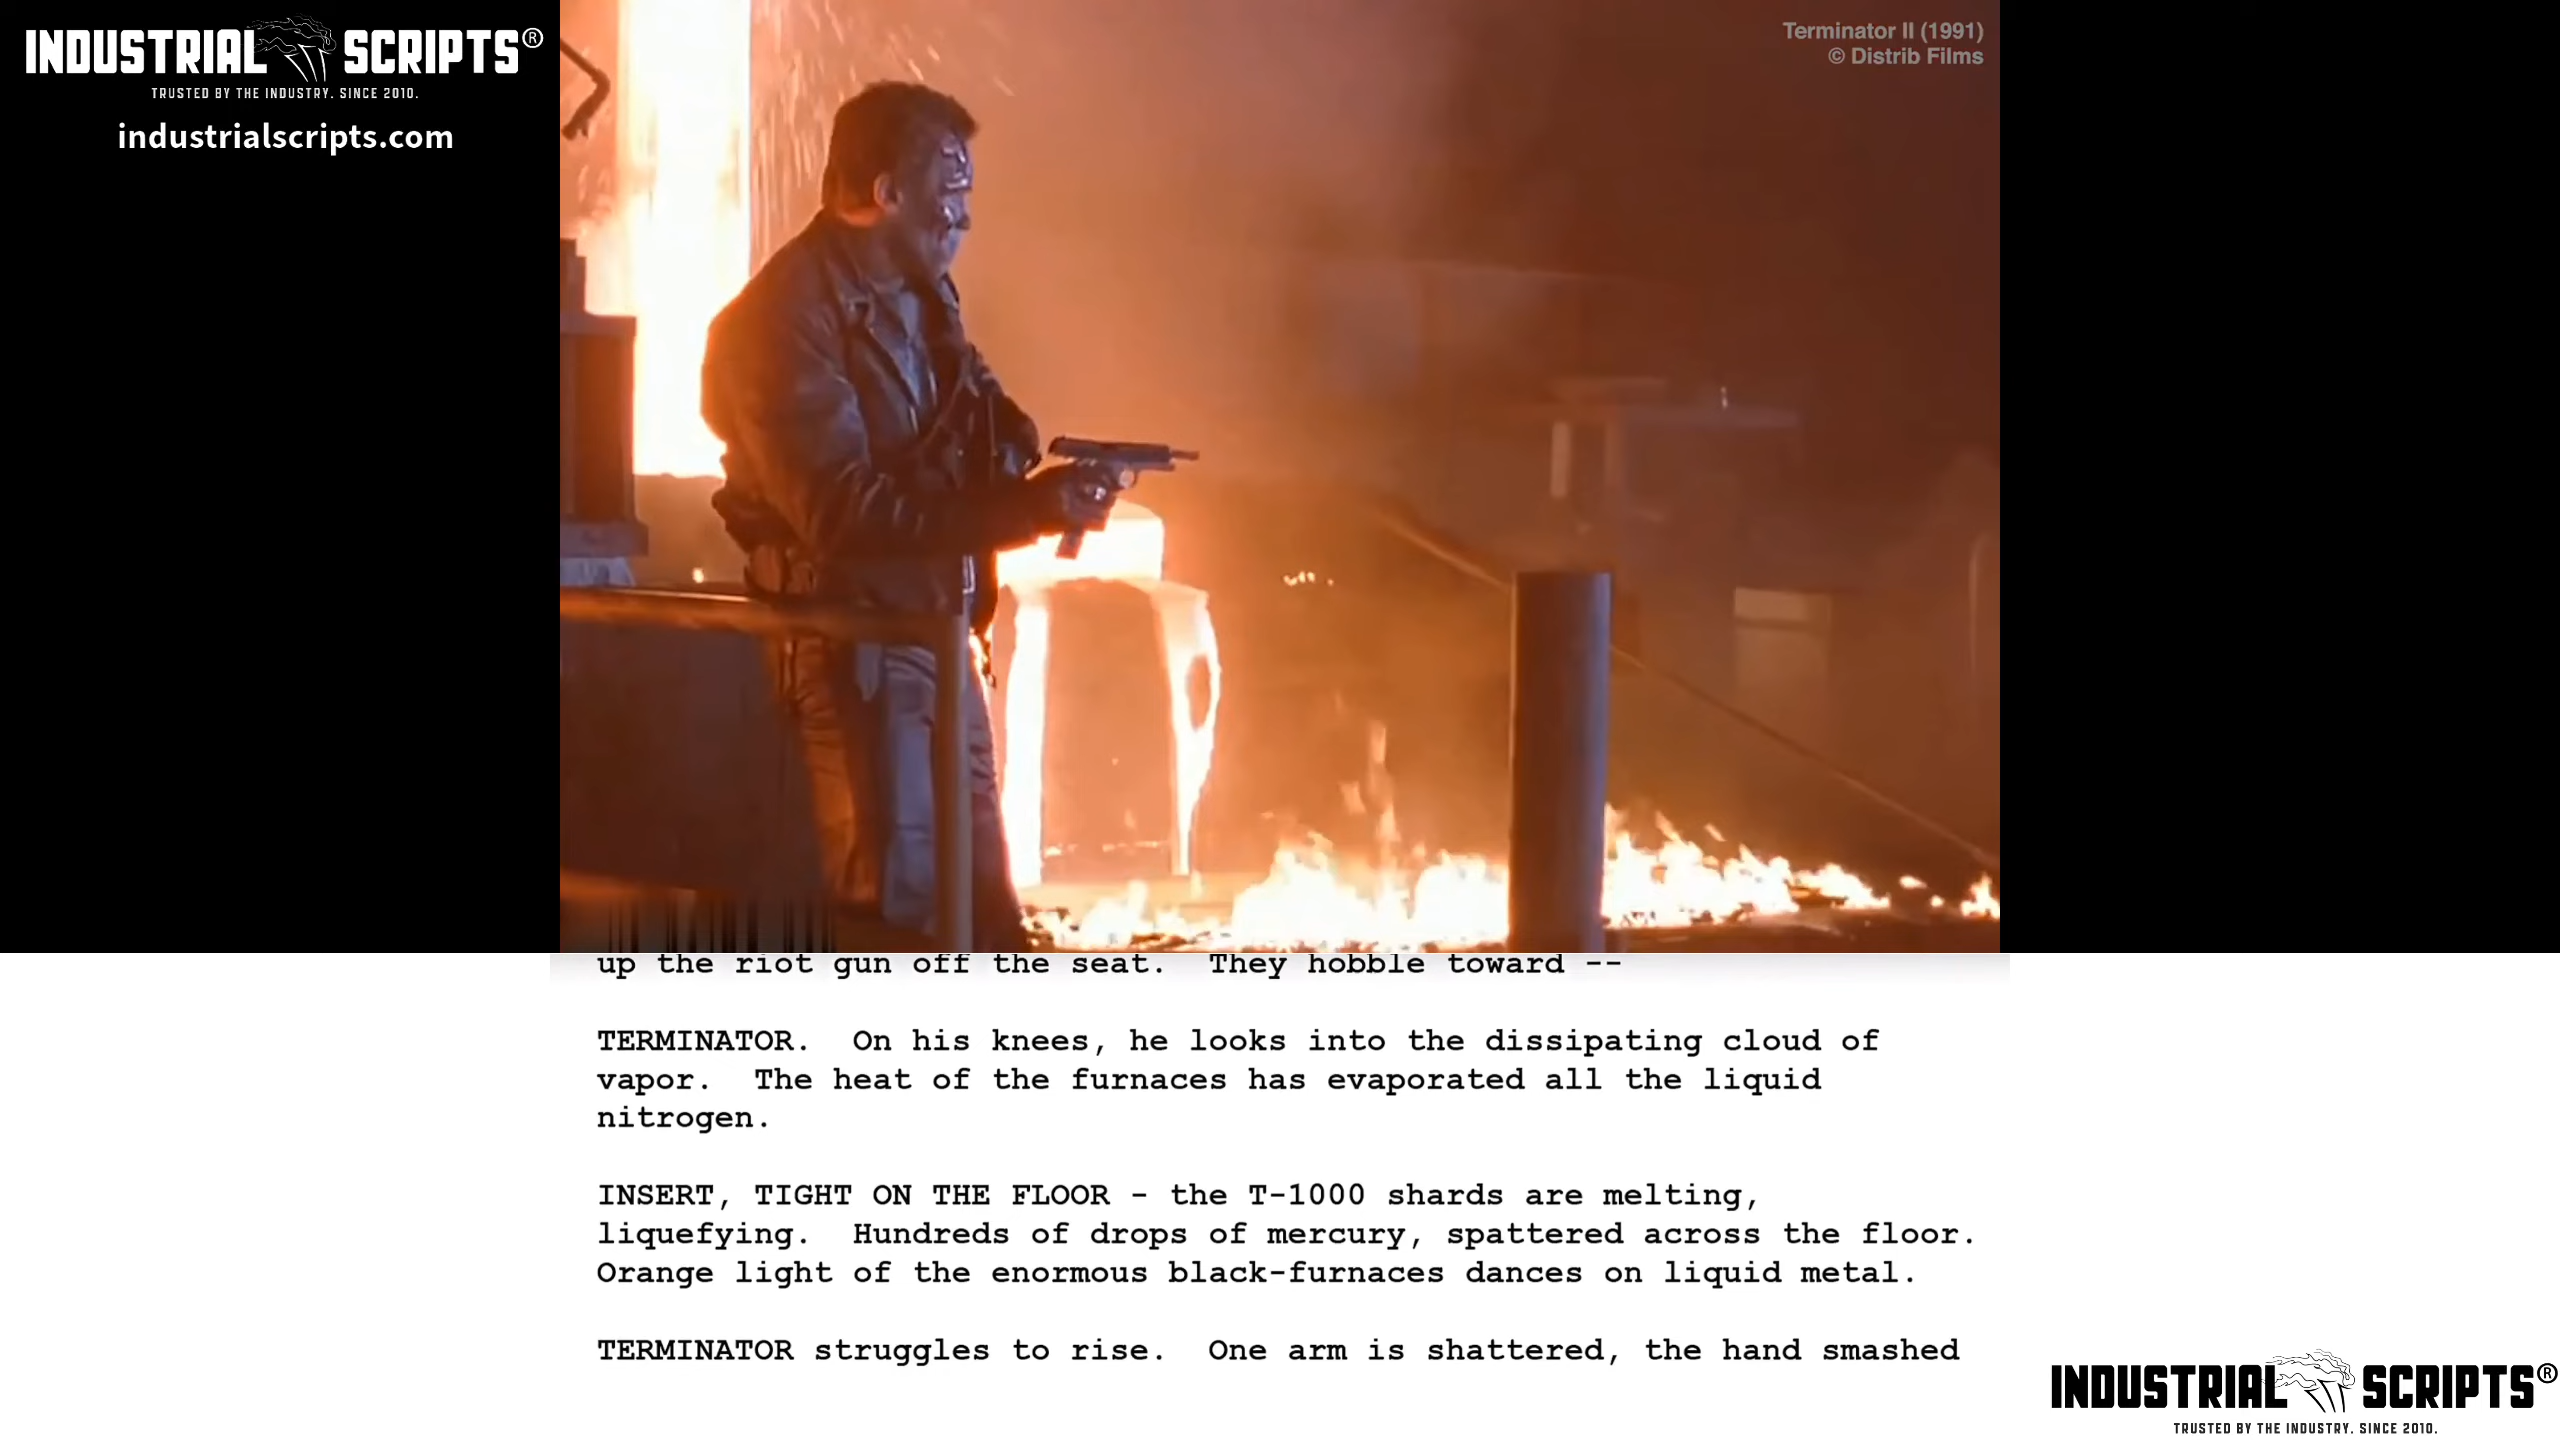 INDUSTRIAL SCRIPTS®
TRUSTED BY THE INDUSTRY. SINCE 2010.
industrialscripts.com
Terminator II (1991)
© Distrib Films
up the riot gun off the seat.  They hobble toward --
TERMINATOR.  On his knees, he looks into the dissipating cloud of
vapor.  The heat of the furnaces has evaporated all the liquid
nitrogen.
INSERT, TIGHT ON THE FLOOR - the T-1000 shards are melting,
liquefying.  Hundreds of drops of mercury, spattered across the floor.
Orange light of the enormous black-furnaces dances on liquid metal.
TERMINATOR struggles to rise.  One arm is shattered, the hand smashed
INDUSTRIAL SCRIPTS®
TRUSTED BY THE INDUSTRY. SINCE 2010.